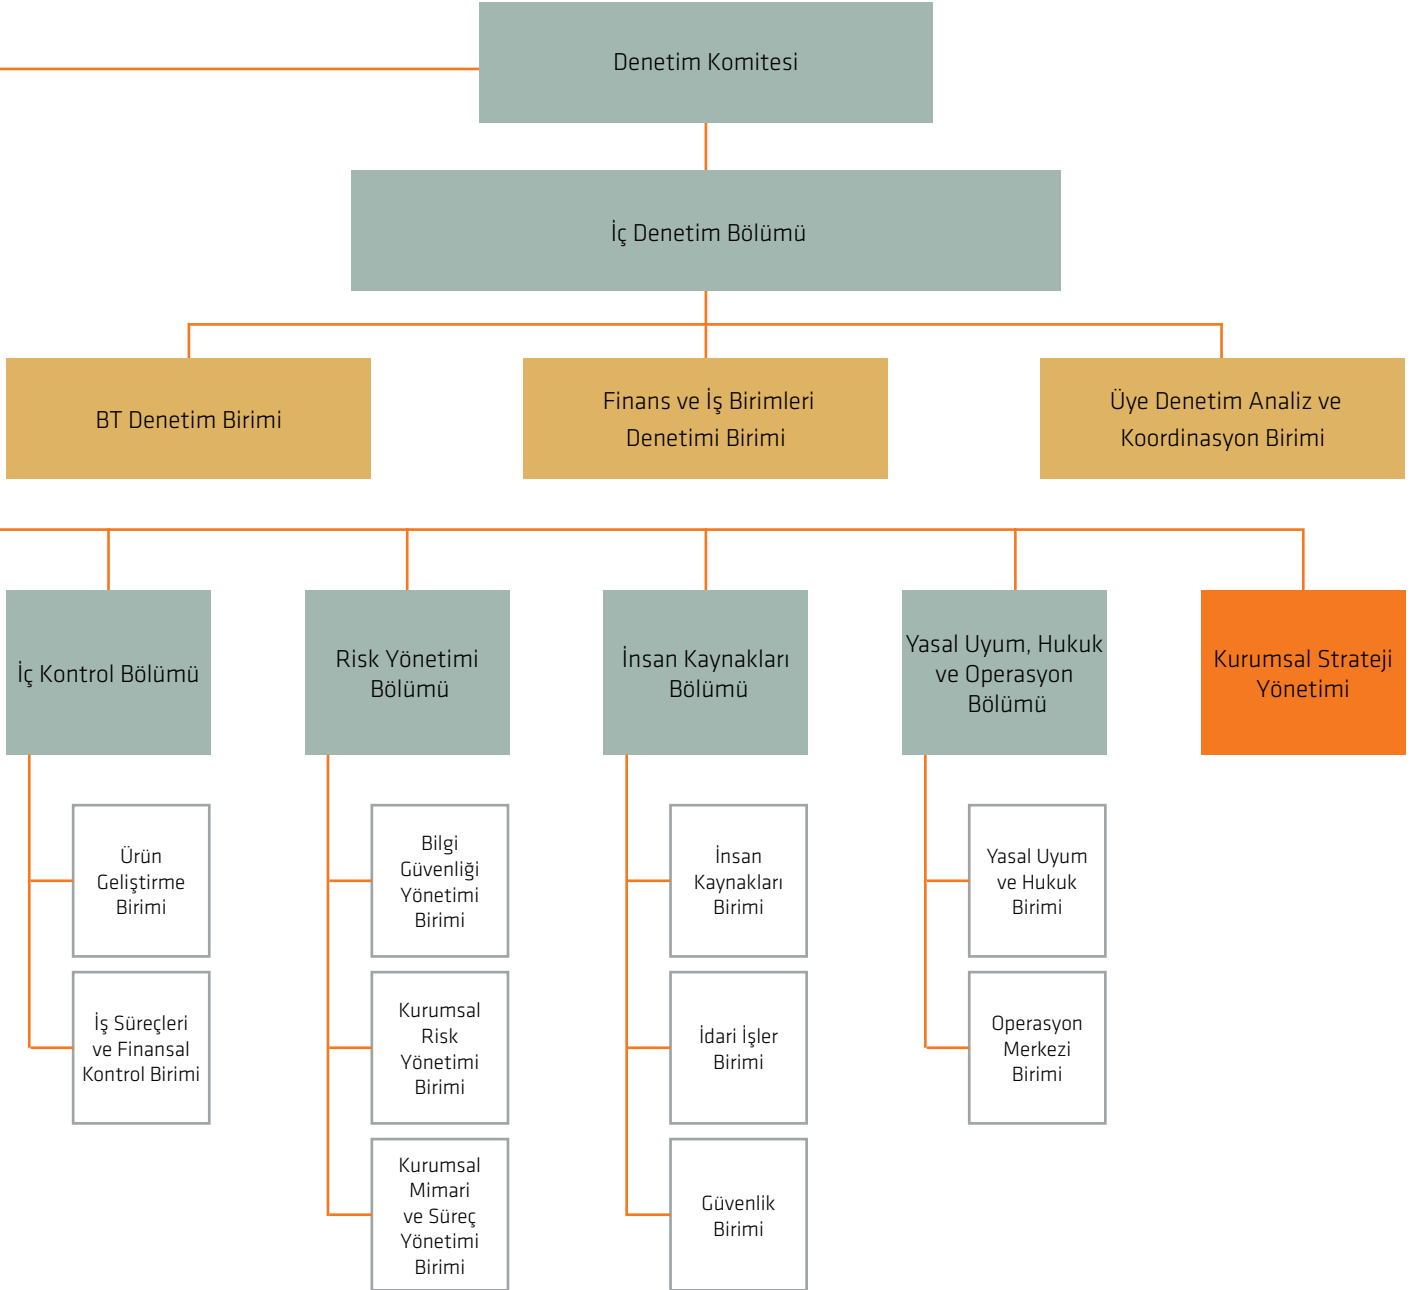 Denetim Komitesi
İç Denetim Bölümü
BT Denetim Birimi
Finans ve İş Birimleri
Denetimi Birimi
Üye Denetim Analiz ve
Koordinasyon Birimi
İç Kontrol Bölümü
Risk Yönetimi
Bölümü
İnsan Kaynakları
Bölümü
Yasal Uyum, Hukuk
ve Operasyon
Bölümü
Kurumsal Strateji
Yönetimi
Ürün
Geliştirme
Birimi
İş Süreçleri
ve Finansal
Kontrol Birimi
Bilgi
Güvenliği
Yönetimi
Birimi
Kurumsal
Risk
Yönetimi
Birimi
Kurumsal
Mimari
ve Süreç
Yönetimi
Birimi
İnsan
Kaynakları
Birimi
İdari İşler
Birimi
Güvenlik
Birimi
Yasal Uyum
ve Hukuk
Birimi
Operasyon
Merkezi
Birimi